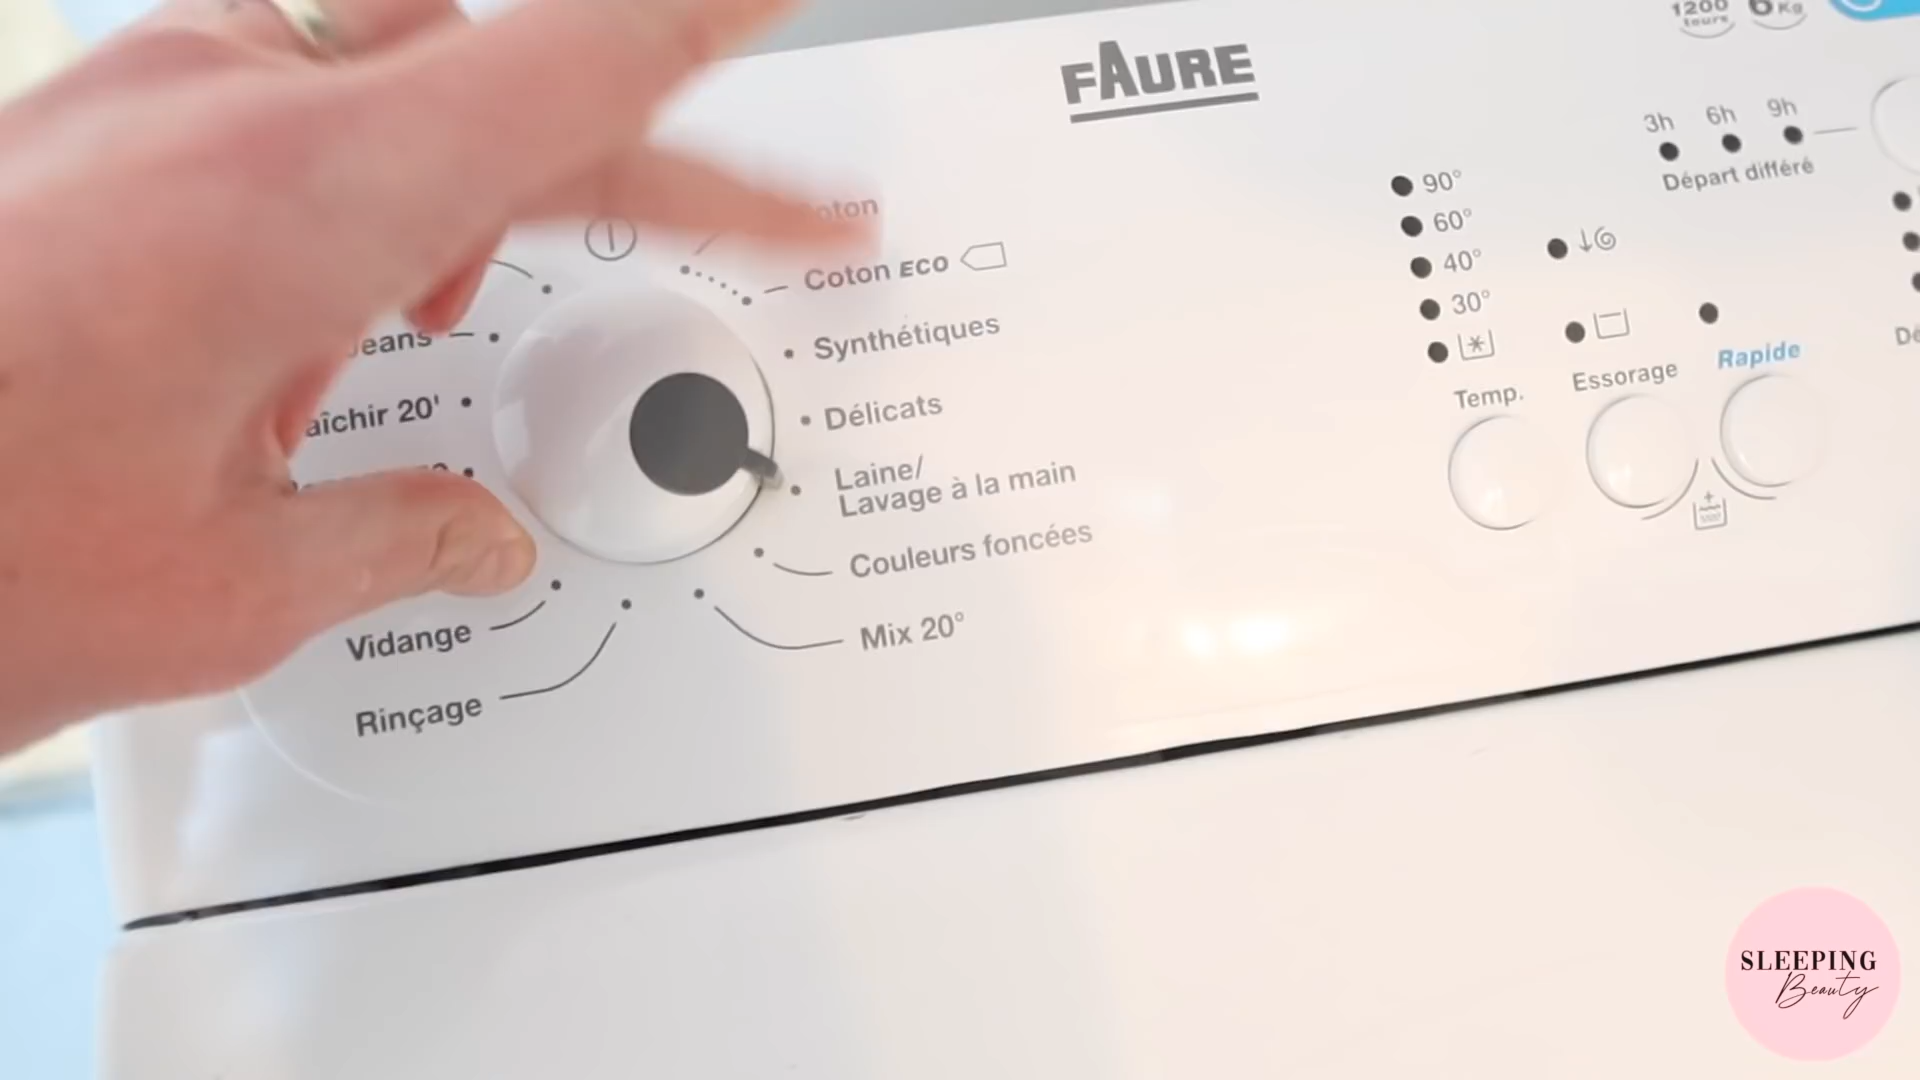 1200
tours
6 Kg
FAURE
3h 6h 9h
Départ différé
Coton ECO
Synthétiques
Délicats
Laine/
Lavage à la main
Couleurs foncées
Mix 20°
20'
Vidange
Rinçage
90°
60°
40°
30°
Temp.
Essorage
Rapide
SLEEPING
Beauty